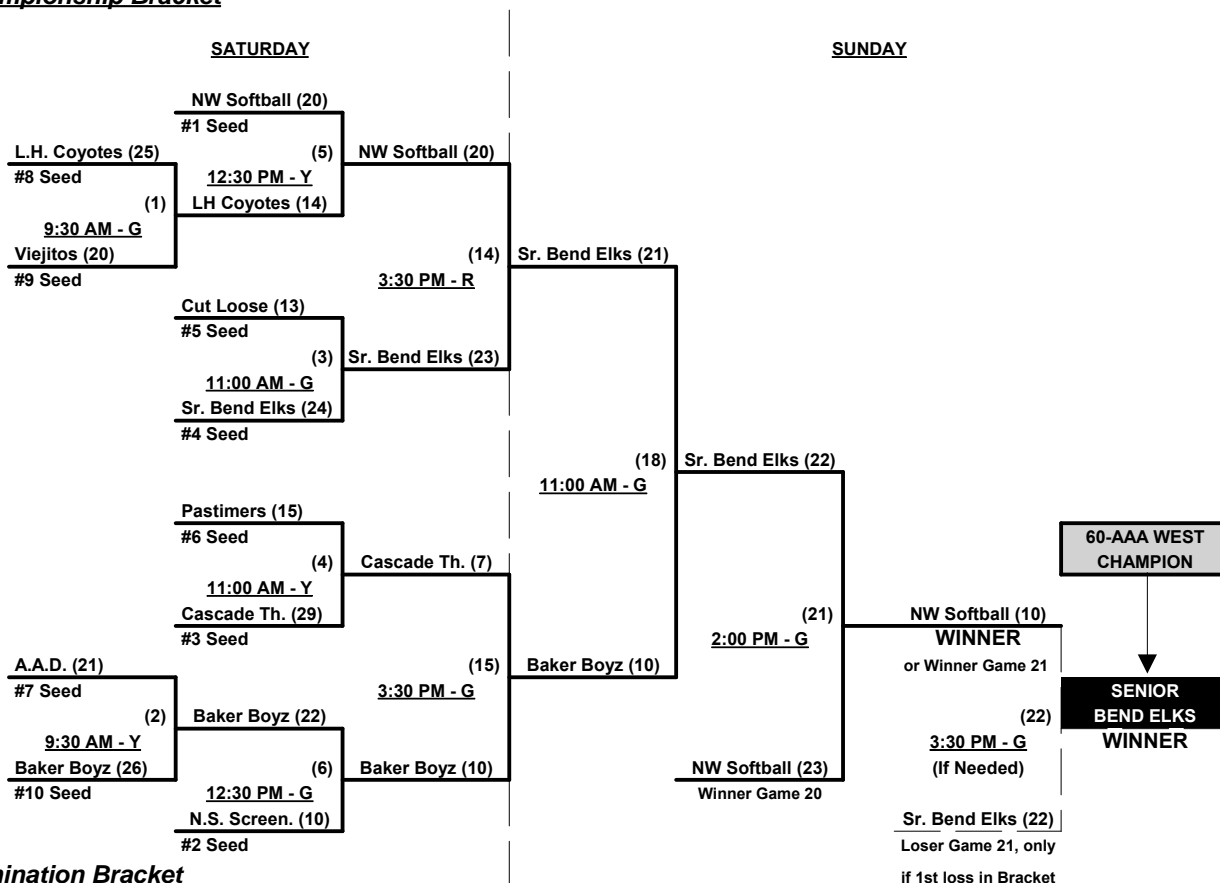 mpionship Bracket
SATURDAY
SUNDAY
NW Softball (20)
#1 Seed
L.H. Coyotes (25)
(5)
NW Softball (20)
#8 Seed
12:30 PM - Y
(1)
LH Coyotes (14)
9:30 AM - G
Viejitos (20)
(14)
Sr. Bend Elks (21)
#9 Seed
3:30 PM - R
Cut Loose (13)
#5 Seed
(3)
Sr. Bend Elks (23)
11:00 AM - G
Sr. Bend Elks (24)
#4 Seed
(18)
Sr. Bend Elks (22)
11:00 AM - G
Pastimers (15)
#6 Seed
60-AAA WEST
CHAMPION
(4)
Cascade Th. (7)
11:00 AM - Y
Cascade Th. (29)
(21)
NW Softball (10)
#3 Seed
2:00 PM - G
WINNER
or Winner Game 21
A.A.D. (21)
(15)
Baker Boyz (10)
#7 Seed
3:30 PM - G
SENIOR
BEND ELKS
WINNER
(2)
Baker Boyz (22)
(22)
9:30 AM - Y
3:30 PM - G
Baker Boyz (26)
(6)
Baker Boyz (10)
NW Softball (23)
(If Needed)
#10 Seed
12:30 PM - G
Winner Game 20
N.S. Screen. (10)
Sr. Bend Elks (22)
#2 Seed
Loser Game 21, only
if 1st loss in Bracket
mination Bracket